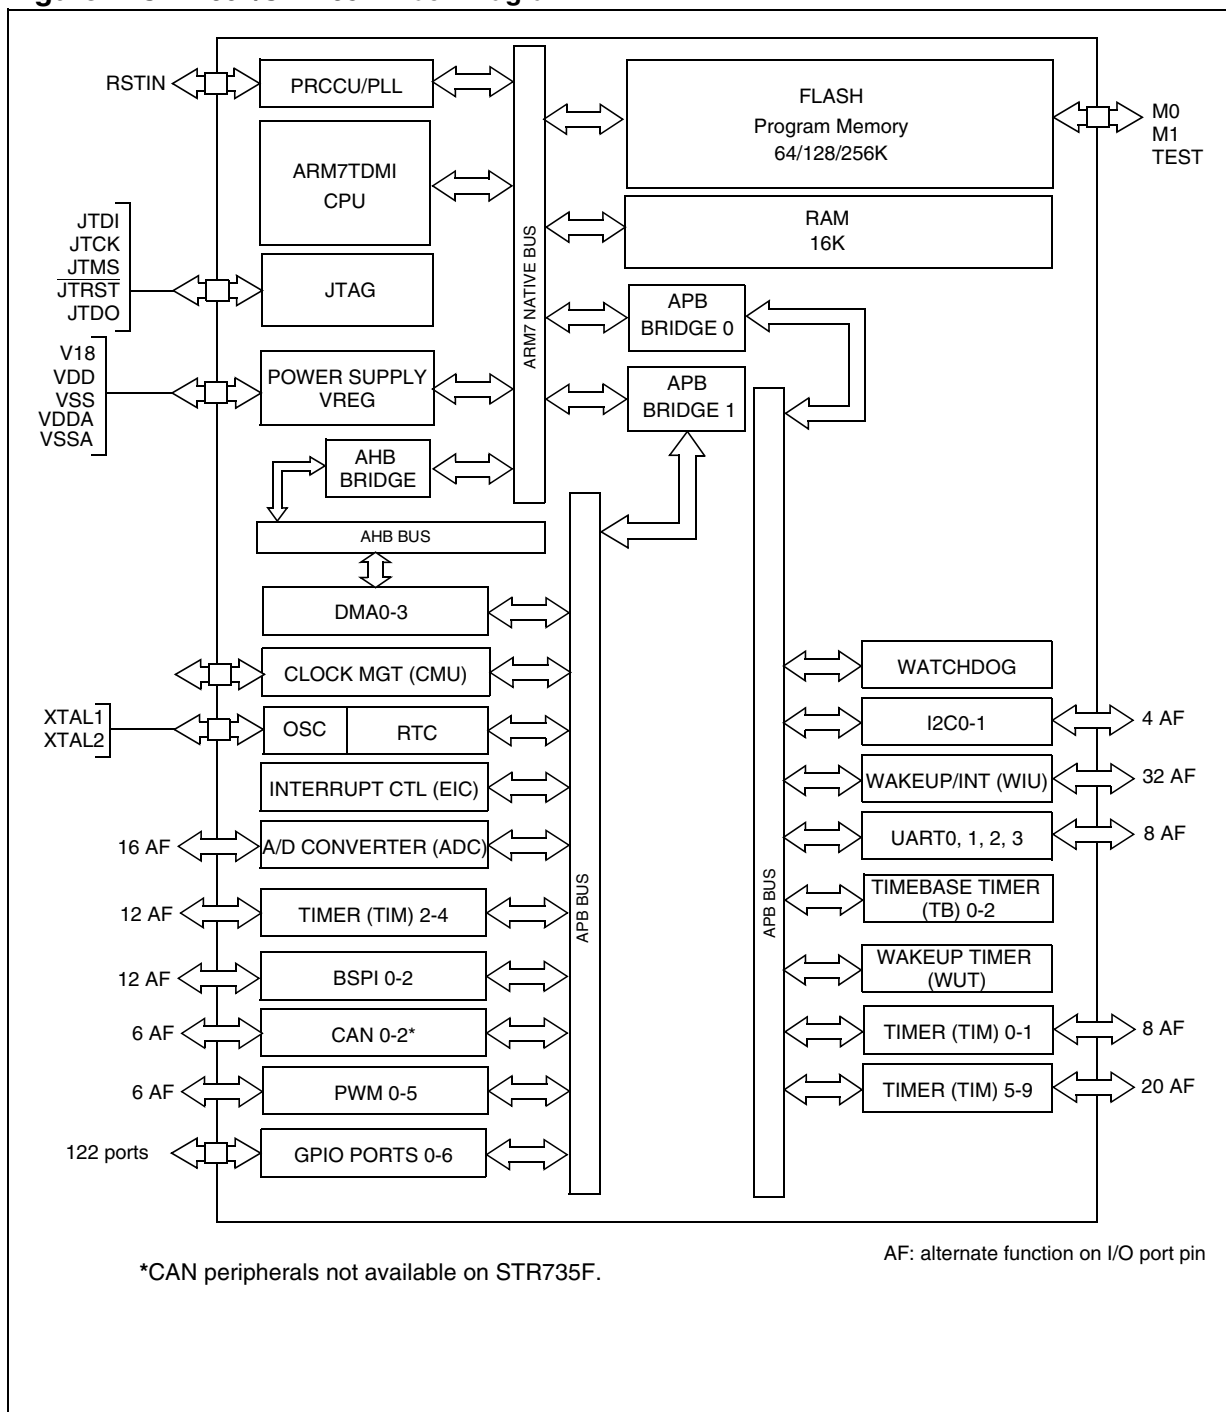 RSTIN
PRCCU/PLL
FLASH
Program Memory
64/128/256K
M0
M1
TEST
ARM7TDMI
CPU
RAM
16K
ARM7 NATIVE BUS
JTDI
JTCK
JTMS
JTRST
JTDO
JTAG
APB
BRIDGE 0
V18
VDD
VSS
VDDA
VSSA
POWER SUPPLY
VREG
APB
BRIDGE 1
AHB
BRIDGE
AHB BUS
DMA0-3
CLOCK MGT (CMU)
WATCHDOG
XTAL1
XTAL2
OSC
RTC
I2C0-1
4 AF
INTERRUPT CTL (EIC)
WAKEUP/INT (WIU)
32 AF
16 AF
A/D CONVERTER (ADC)
UART0, 1, 2, 3
8 AF
APB BUS
APB BUS
12 AF
TIMER (TIM) 2-4
TIMEBASE TIMER
(TB) 0-2
12 AF
BSPI 0-2
WAKEUP TIMER
(WUT)
6 AF
CAN 0-2*
TIMER (TIM) 0-1
8 AF
6 AF
PWM 0-5
TIMER (TIM) 5-9
20 AF
122 ports
GPIO PORTS 0-6
AF: alternate function on I/O port pin
*CAN peripherals not available on STR735F.